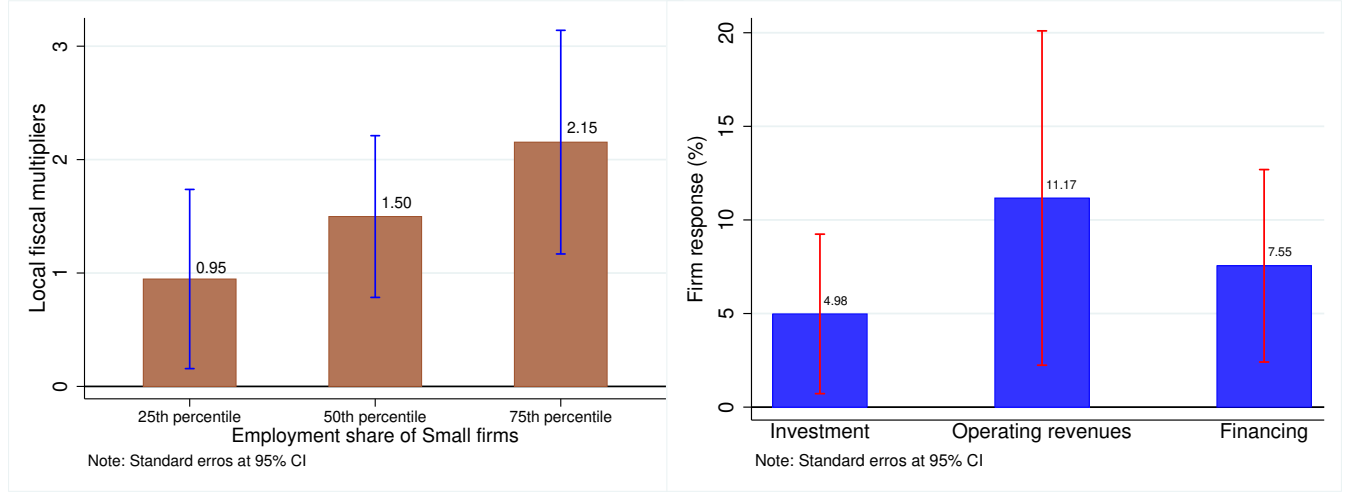 Local fiscal multipliers
3
2
1
0
0.95
1.50
2.15
25th percentile
50th percentile
75th percentile
Employment share of Small firms
Note: Standard erros at 95% CI
Firm response (%)
20
15
10
5
0
4.98
11.17
7.55
Investment
Operating revenues
Financing
Note: Standard erros at 95% CI